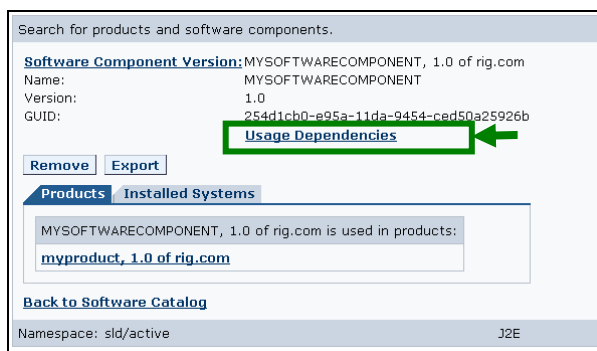 Search for products and software components.
Software Component Version: MYSOFTWARECOMPONENT, 1.0 of rig.com
Name: MYSOFTWARECOMPONENT
Version: 1.0
GUID: 254d1cb0-e95a-11da-9454-ced50a25926b
Usage Dependencies
Remove Export
Products Installed Systems
MYSOFTWARECOMPONENT, 1.0 of rig.com is used in products:
myproduct, 1.0 of rig.com
Back to Software Catalog
Namespace: sld/active J2E